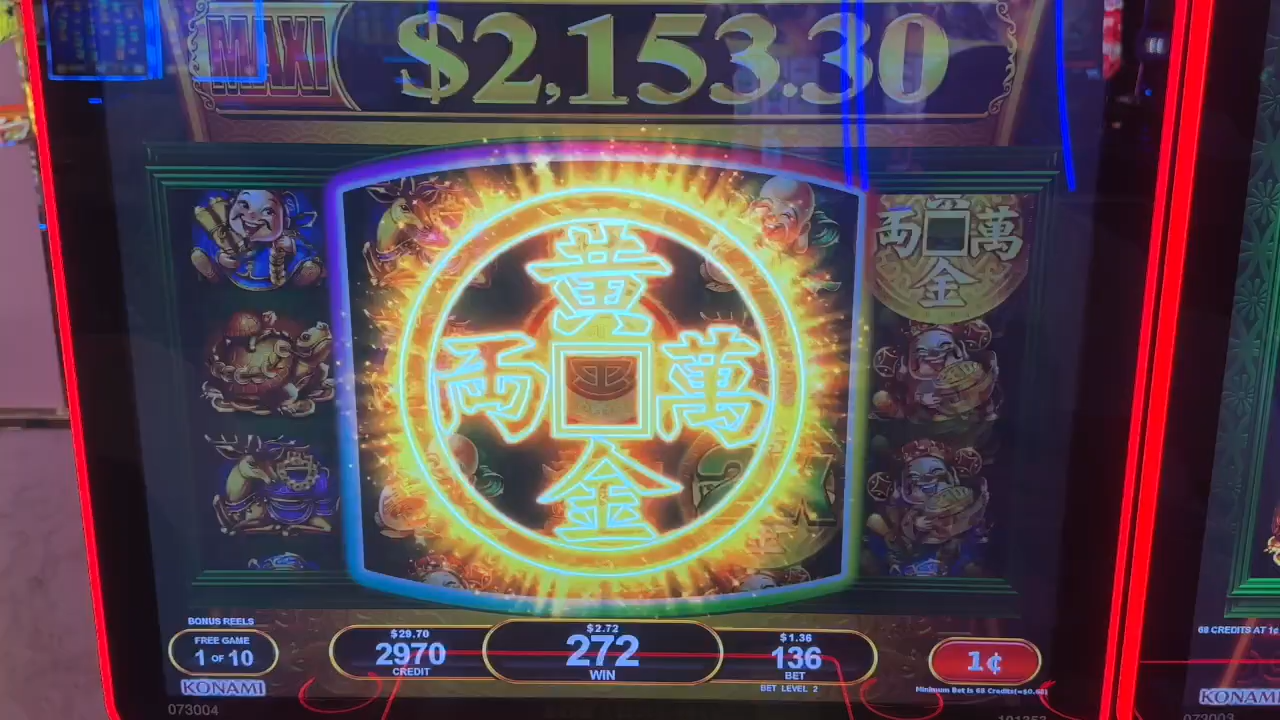 MAXI $2,153.30
両 萬
金
黄
両 萬
金
BONUS REELS
FREE GAME
1 OF 10
$29.70
2970
CREDIT
$2.72
272
WIN
$1.36
136
BET
BET LEVEL 2
1¢
Minimum Bet is 68 Credits(=$0.68)
KONAMI
073004
101353
68 CREDITS AT 1¢
KONAMI
073003